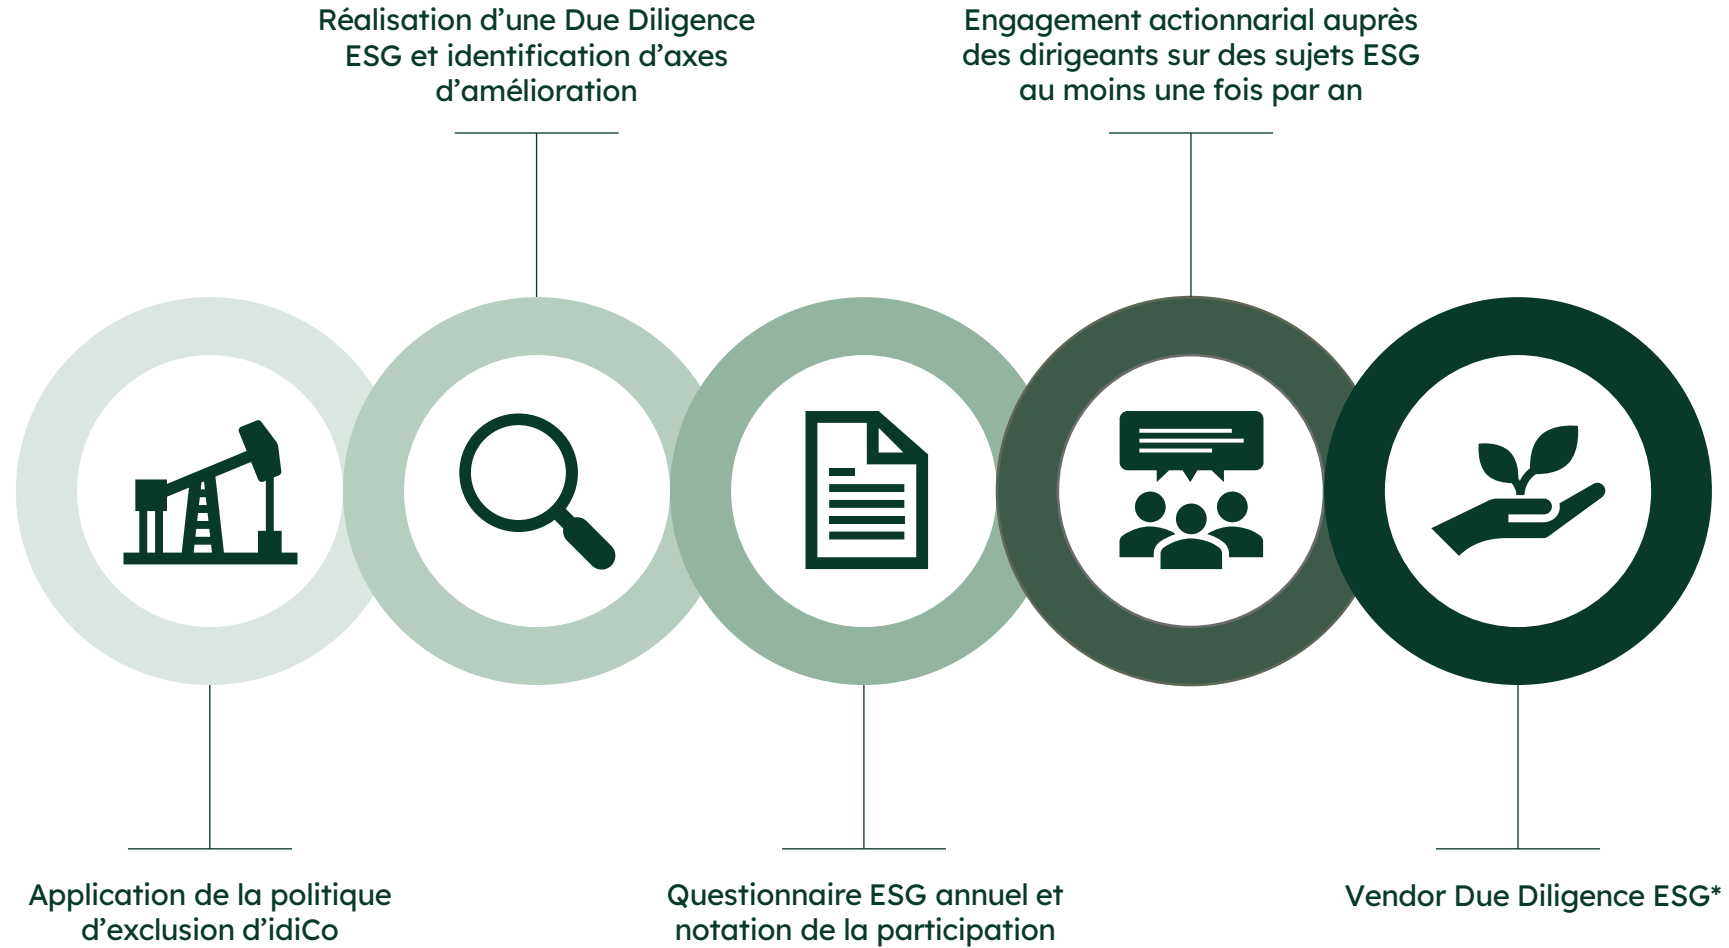 Réalisation d’une Due Diligence
ESG et identification d’axes
d’amélioration
Engagement actionnarial auprès
des dirigeants sur des sujets ESG
au moins une fois par an
Application de la politique
d’exclusion d’idiCo
Questionnaire ESG annuel et
notation de la participation
Vendor Due Diligence ESG*